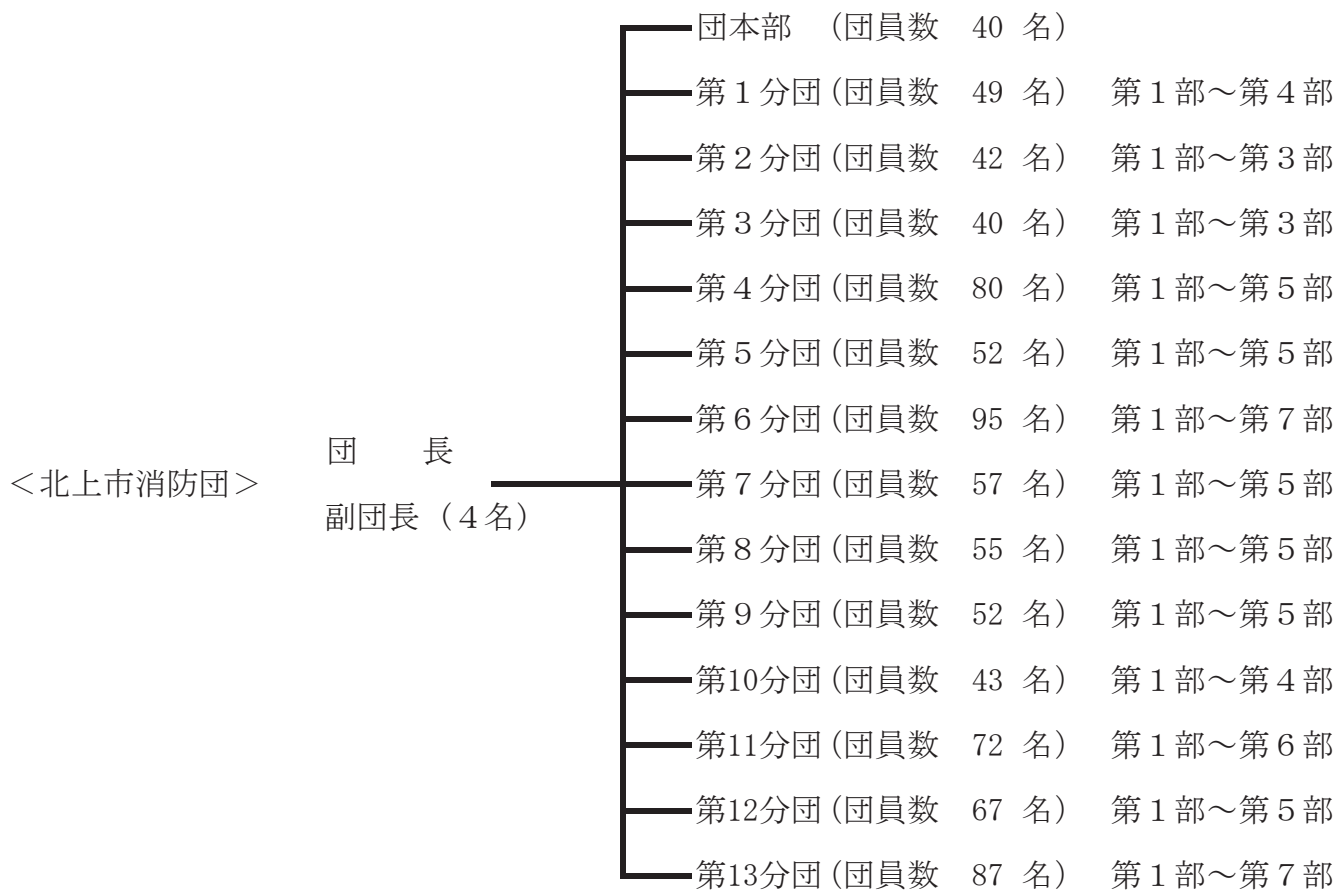 団本部 （団員数 40 名）
第１分団（団員数 49 名） 第１部～第４部
第２分団（団員数 42 名） 第１部～第３部
第３分団（団員数 40 名） 第１部～第３部
第４分団（団員数 80 名） 第１部～第５部
第５分団（団員数 52 名） 第１部～第５部
第６分団（団員数 95 名） 第１部～第７部
団　　長
＜北上市消防団＞
第７分団（団員数 57 名） 第１部～第５部
副団長（４名）
第８分団（団員数 55 名） 第１部～第５部
第９分団（団員数 52 名） 第１部～第５部
第10分団（団員数 43 名） 第１部～第４部
第11分団（団員数 72 名） 第１部～第６部
第12分団（団員数 67 名） 第１部～第５部
第13分団（団員数 87 名） 第１部～第７部